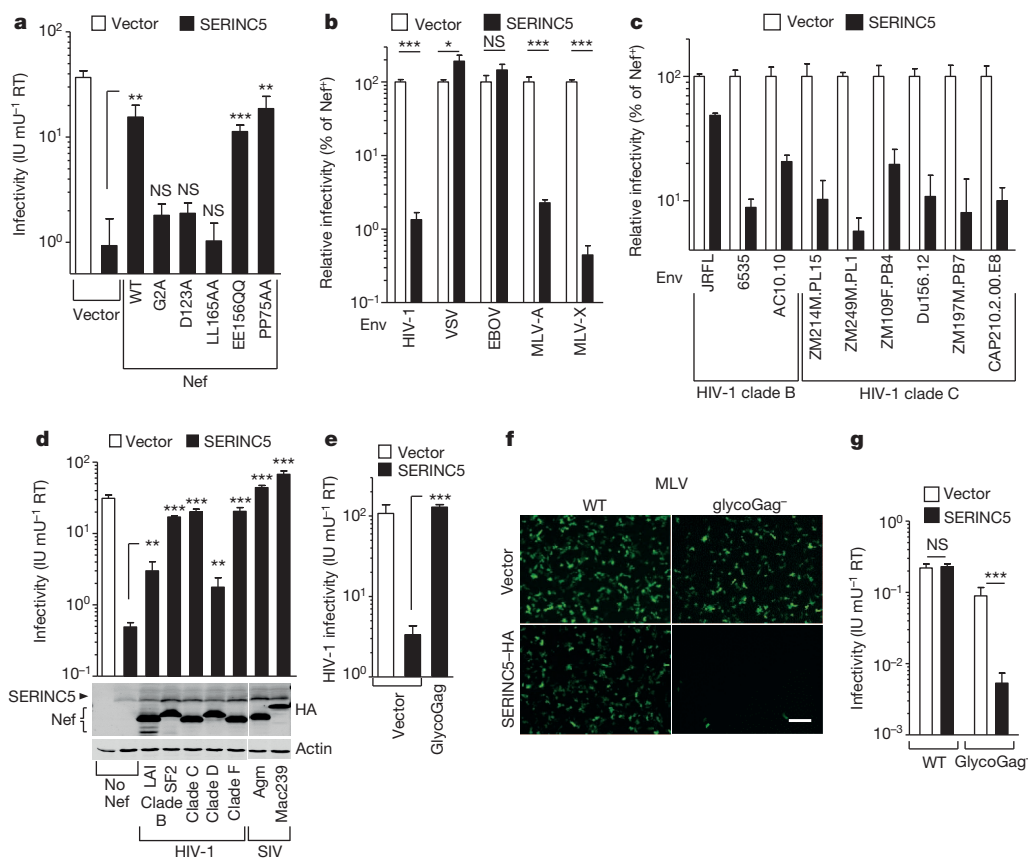 a
Vector SERINC5
Infectivity (IU mU⁻¹ RT)
10²
10¹
10⁰
** NS NS NS *** **
WT
G2A
D123A
LL165AA
EE156QQ
PP75AA
Vector
Nef
b
Vector SERINC5
Relative infectivity (% of Nef⁺)
10²
10¹
10⁰
10⁻¹
*** * NS *** ***
Env
HIV-1
VSV
EBOV
MLV-A
MLV-X
c
Vector SERINC5
Relative infectivity (% of Nef⁺)
10²
10¹
Env
JRFL
6535
AC10.10
ZM214M.PL15
ZM249M.PL1
ZM109F.PB4
Du156.12
ZM197M.PB7
CAP210.2.00.E8
HIV-1 clade B HIV-1 clade C
d
Vector SERINC5
Infectivity (IU mU⁻¹ RT)
10²
10¹
10⁰
10⁻¹
** *** *** ** *** *** ***
SERINC5
Nef
HA
Actin
No
Nef
LAI
SF2
Clade
B
Clade C
Clade D
Clade F
Agm
Mac239
HIV-1 SIV
e
Vector
SERINC5
HIV-1 infectivity (IU mU⁻¹ RT)
10²
10¹
10⁰
***
Vector
GlycoGag
f
MLV
WT glycoGag⁻
Vector
SERINC5–HA
g
Vector
SERINC5
Infectivity (IU mU⁻¹ RT)
10⁰
10⁻¹
10⁻²
10⁻³
NS ***
WT GlycoGag⁻